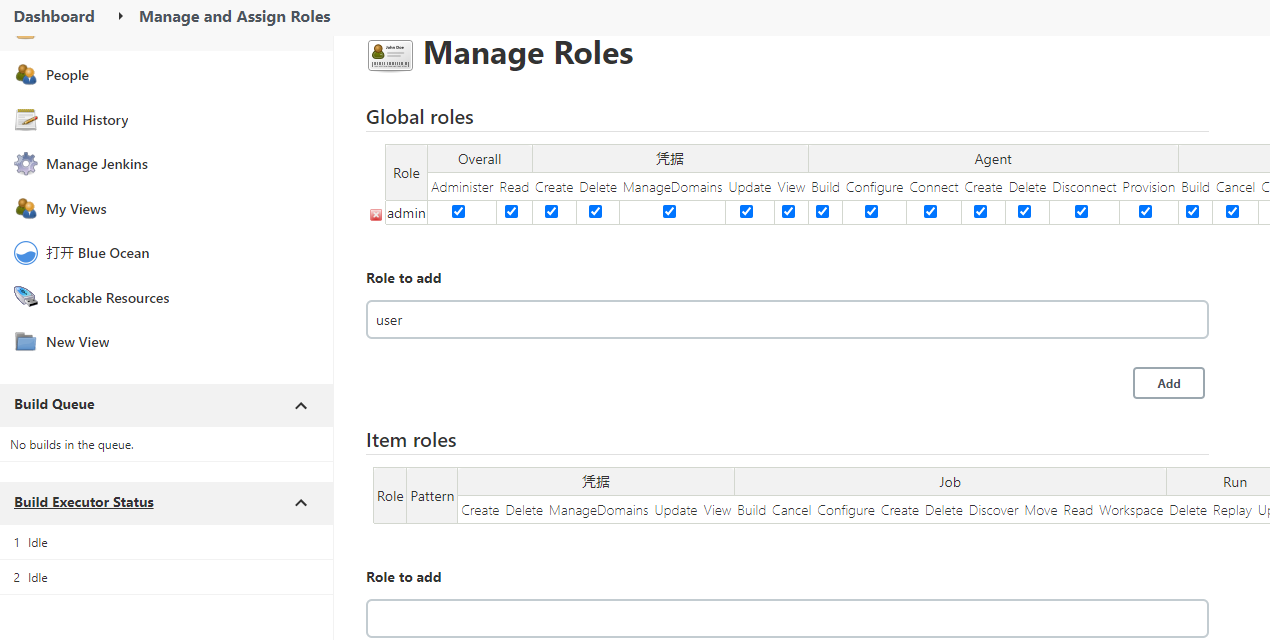 Dashboard Manage and Assign Roles
People
Build History
Manage Jenkins
My Views
打开 Blue Ocean
Lockable Resources
New View
Build Queue
No builds in the queue.
Build Executor Status
1 Idle
2 Idle
Manage Roles
Global roles
Role Overall 凭据 Agent
Administer Read Create Delete ManageDomains Update View Build Configure Connect Create Delete Disconnect Provision Build Cancel C
admin
Role to add
user
Add
Item roles
Role Pattern 凭据 Job Run
Create Delete ManageDomains Update View Build Cancel Configure Create Delete Discover Move Read Workspace Delete Replay Up
Role to add